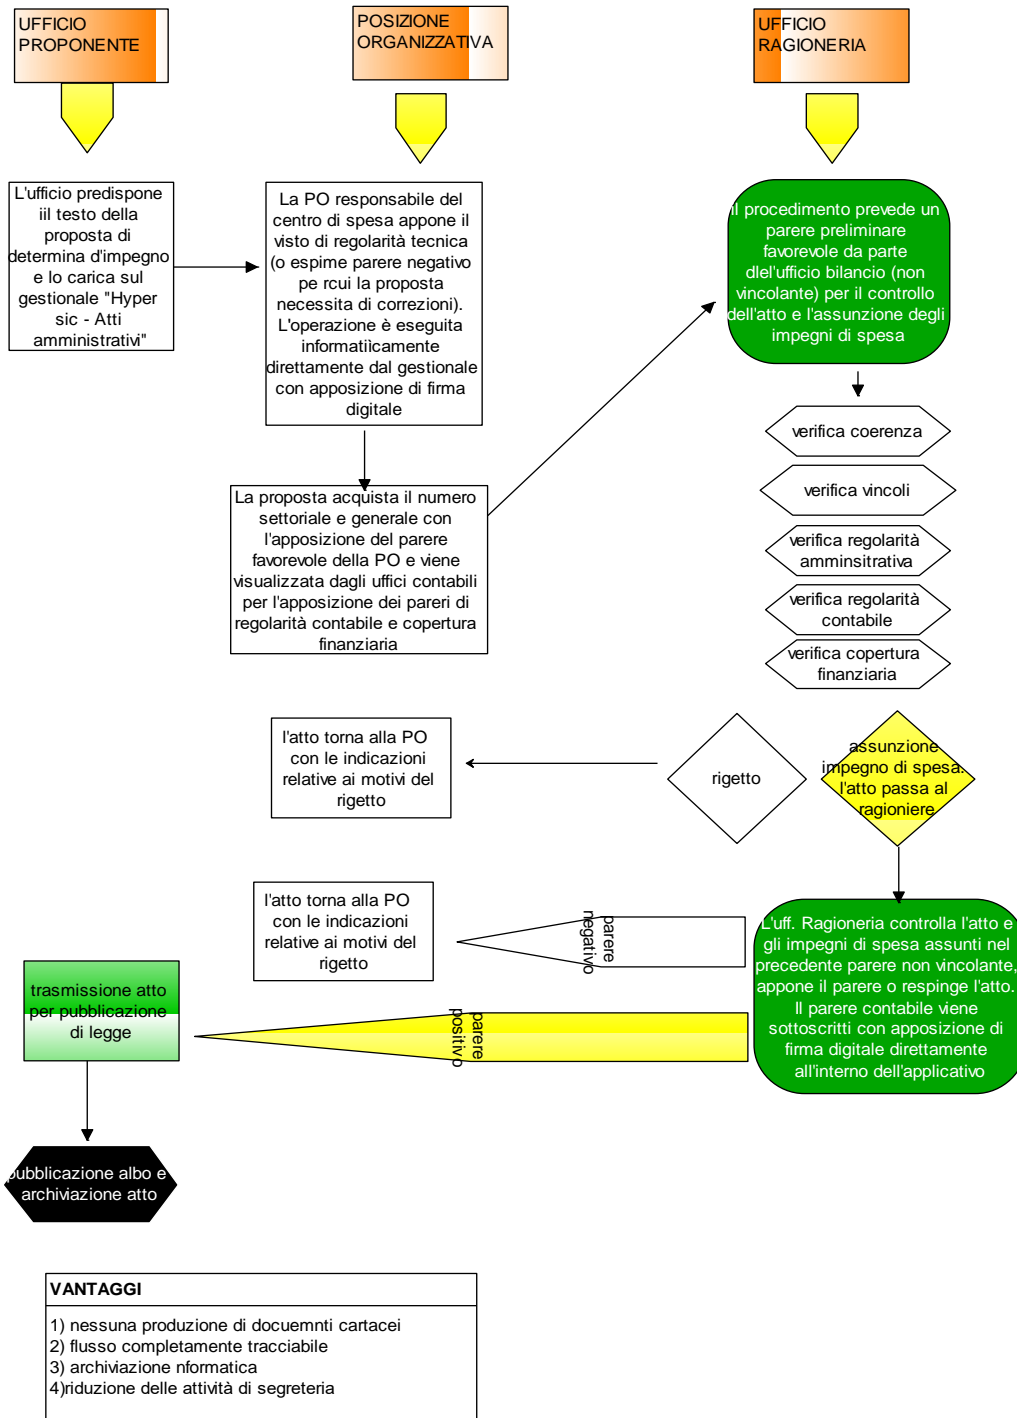 UFFICIO
PROPONENTE
POSIZIONE
ORGANIZZATIVA
UFFICIO
RAGIONERIA
L'ufficio predispone
iil testo della
proposta di
determina d'impegno
e lo carica sul
gestionale "Hyper
sic - Atti
amministrativi"
La PO responsabile del
centro di spesa appone il
visto di regolarità tecnica
(o espime parere negativo
pe rcui la proposta
necessita di correzioni).
L'operazione è eseguita
informatiìcamente
direttamente dal gestionale
con apposizione di firma
digitale
il procedimento prevede un
parere preliminare
favorevole da parte
dlel'ufficio bilancio (non
vincolante) per il controllo
dell'atto e l'assunzione degli
impegni di spesa
La proposta acquista il numero
settoriale e generale con
l'apposizione del parere
favorevole della PO e viene
visualizzata dagli uffici contabili
per l'apposizione dei pareri di
regolarità contabile e copertura
finanziaria
verifica coerenza
verifica vincoli
verifica regolarità
amminsitrativa
verifica regolarità
contabile
verifica copertura
finanziaria
l'atto torna alla PO
con le indicazioni
relative ai motivi del
rigetto
rigetto
assunzione
impegno di spesa.
l'atto passa al
ragioniere
l'atto torna alla PO
con le indicazioni
relative ai motivi del
rigetto
parere
negativo
L'uff. Ragioneria controlla l'atto e
gli impegni di spesa assunti nel
precedente parere non vincolante,
appone il parere o respinge l'atto.
Il parere contabile viene
sottoscritti con apposizione di
firma digitale direttamente
all'interno dell'applicativo
trasmissione atto
per pubblicazione
di legge
parere
positivo
pubblicazione albo e
archiviazione atto
VANTAGGI
1) nessuna produzione di docuemnti cartacei
2) flusso completamente tracciabile
3) archiviazione nformatica
4)riduzione delle attività di segreteria